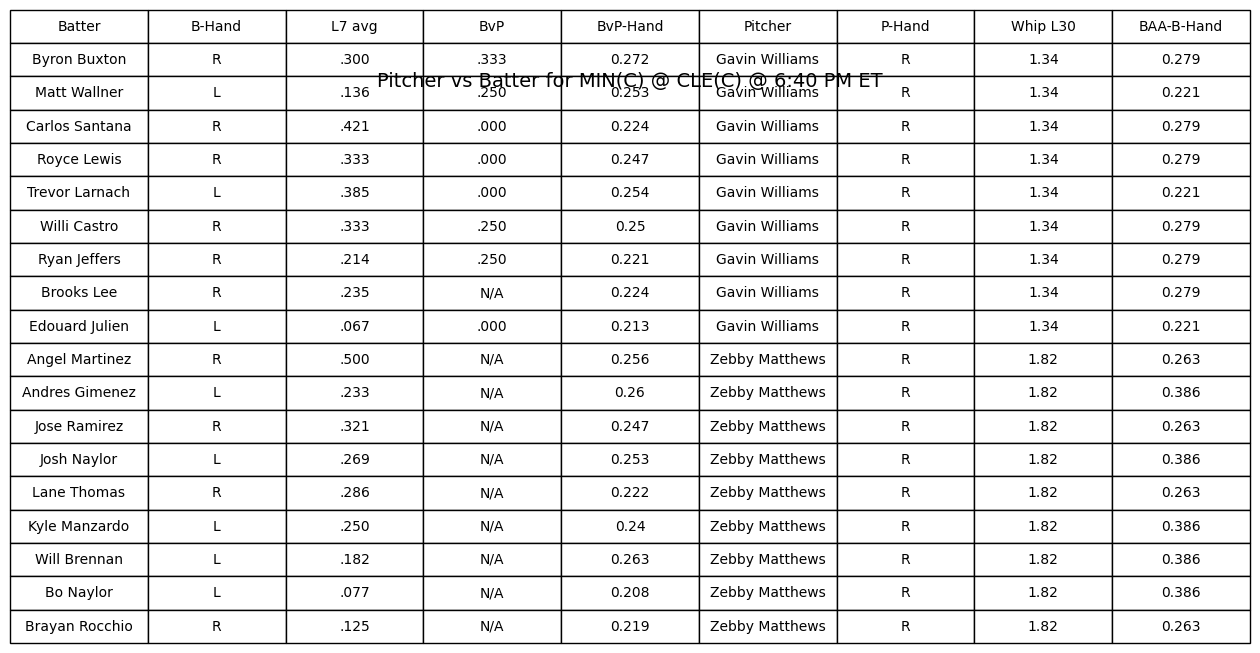 Batter B-Hand L7 avg BvP BvP-Hand Pitcher P-Hand Whip L30 BAA-B-Hand
Byron Buxton R .300 .333 0.272 Gavin Williams R 1.34 0.279
Pitcher vs Batter for MIN(C) @ CLE(C) @ 6:40 PM ET
Matt Wallner L .136 .250 0.253 Gavin Williams R 1.34 0.221
Carlos Santana R .421 .000 0.224 Gavin Williams R 1.34 0.279
Royce Lewis R .333 .000 0.247 Gavin Williams R 1.34 0.279
Trevor Larnach L .385 .000 0.254 Gavin Williams R 1.34 0.221
Willi Castro R .333 .250 0.25 Gavin Williams R 1.34 0.279
Ryan Jeffers R .214 .250 0.221 Gavin Williams R 1.34 0.279
Brooks Lee R .235 N/A 0.224 Gavin Williams R 1.34 0.279
Edouard Julien L .067 .000 0.213 Gavin Williams R 1.34 0.221
Angel Martinez R .500 N/A 0.256 Zebby Matthews R 1.82 0.263
Andres Gimenez L .233 N/A 0.26 Zebby Matthews R 1.82 0.386
Jose Ramirez R .321 N/A 0.247 Zebby Matthews R 1.82 0.263
Josh Naylor L .269 N/A 0.253 Zebby Matthews R 1.82 0.386
Lane Thomas R .286 N/A 0.222 Zebby Matthews R 1.82 0.263
Kyle Manzardo L .250 N/A 0.24 Zebby Matthews R 1.82 0.386
Will Brennan L .182 N/A 0.263 Zebby Matthews R 1.82 0.386
Bo Naylor L .077 N/A 0.208 Zebby Matthews R 1.82 0.386
Brayan Rocchio R .125 N/A 0.219 Zebby Matthews R 1.82 0.263